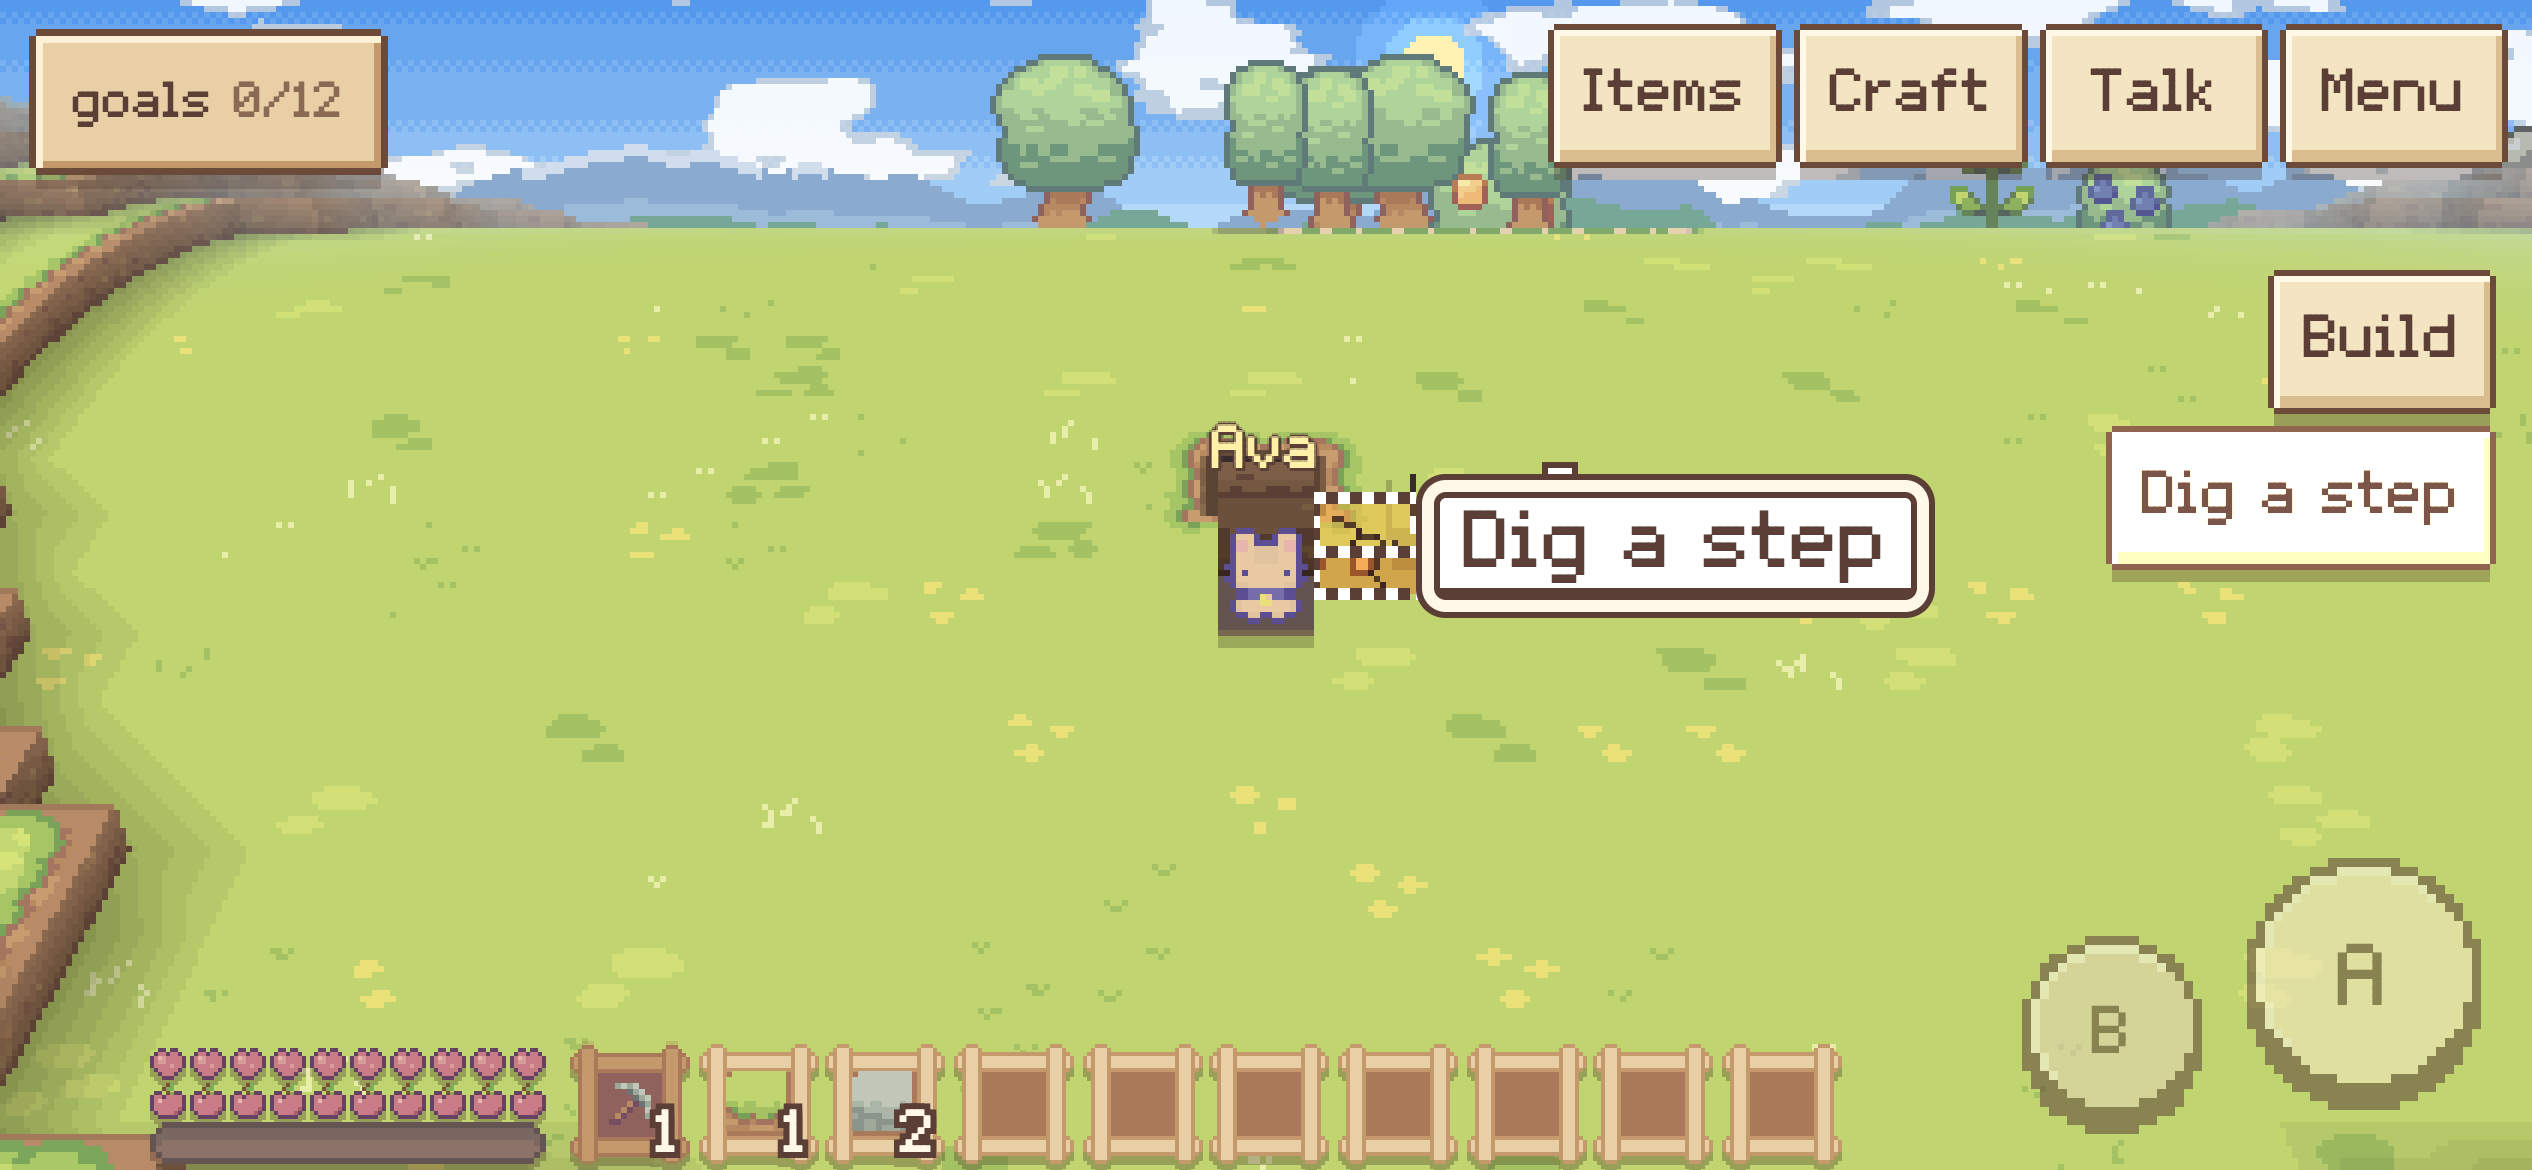 goals 0/12
Items
Craft
Talk
Menu
Build
Dig a step
Ava
Dig a step
A
B
1
1
2